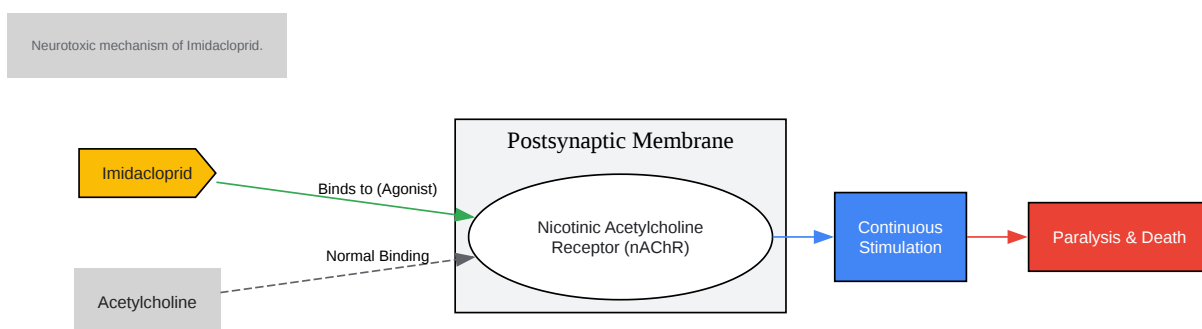 Neurotoxic mechanism of Imidacloprid.
Postsynaptic Membrane
Imidacloprid
Binds to (Agonist)
Nicotinic Acetylcholine
Receptor (nAChR)
Continuous
Stimulation
Paralysis & Death
Normal Binding
Acetylcholine